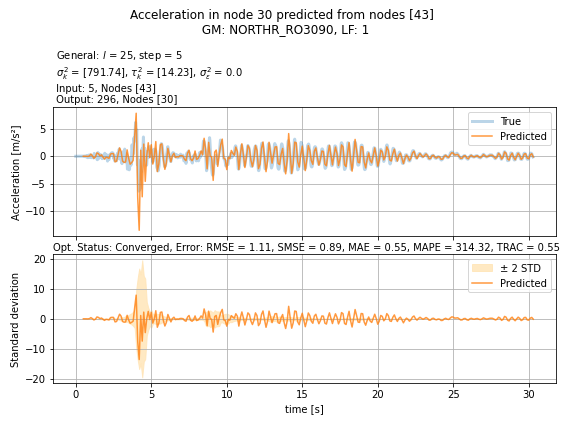 Acceleration in node 30 predicted from nodes [43]
GM: NORTHR_RO3090, LF: 1
General: l = 25, step = 5
σ²ₖ = [791.74], τ²ₖ = [14.23], σ²ε = 0.0
Input: 5, Nodes [43]
Output: 296, Nodes [30]
Acceleration [m/s²]
5
0
−5
−10
True
Predicted
Opt. Status: Converged, Error: RMSE = 1.11, SMSE = 0.89, MAE = 0.55, MAPE = 314.32, TRAC = 0.55
Standard deviation
20
10
0
−10
−20
± 2 STD
Predicted
0 5 10 15 20 25 30
time [s]